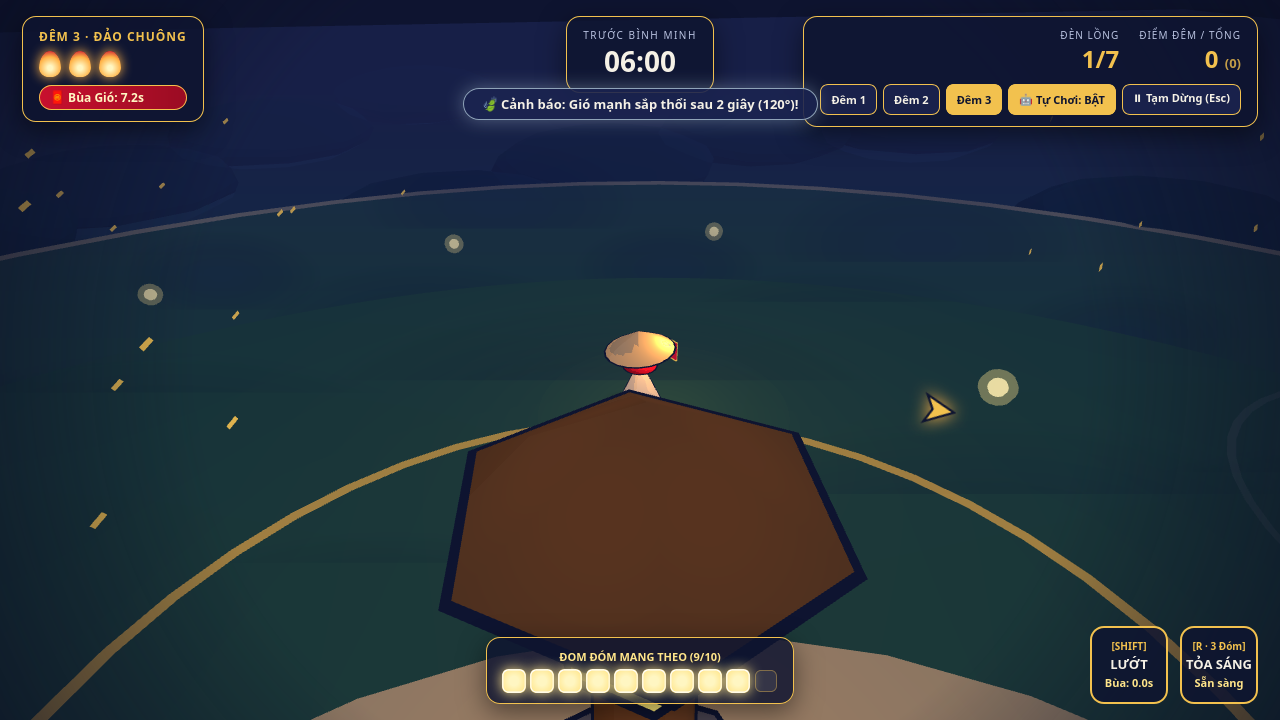 ĐÊM 3 · ĐẢO CHUÔNG
Bùa Gió: 7.2s
TRƯỚC BÌNH MINH
06:00
Cảnh báo: Gió mạnh sắp thổi sau 2 giây (120°)!
ĐÈN LỒNG
1/7
ĐIỂM ĐÊM / TỔNG
0 (0)
Đêm 1
Đêm 2
Đêm 3
Tự Chơi: BẬT
Tạm Dừng (Esc)
ĐOM ĐÓM MANG THEO (9/10)
[SHIFT]
LƯỚT
Bùa: 0.0s
[R · 3 Đóm]
TỎA SÁNG
Sẵn sàng